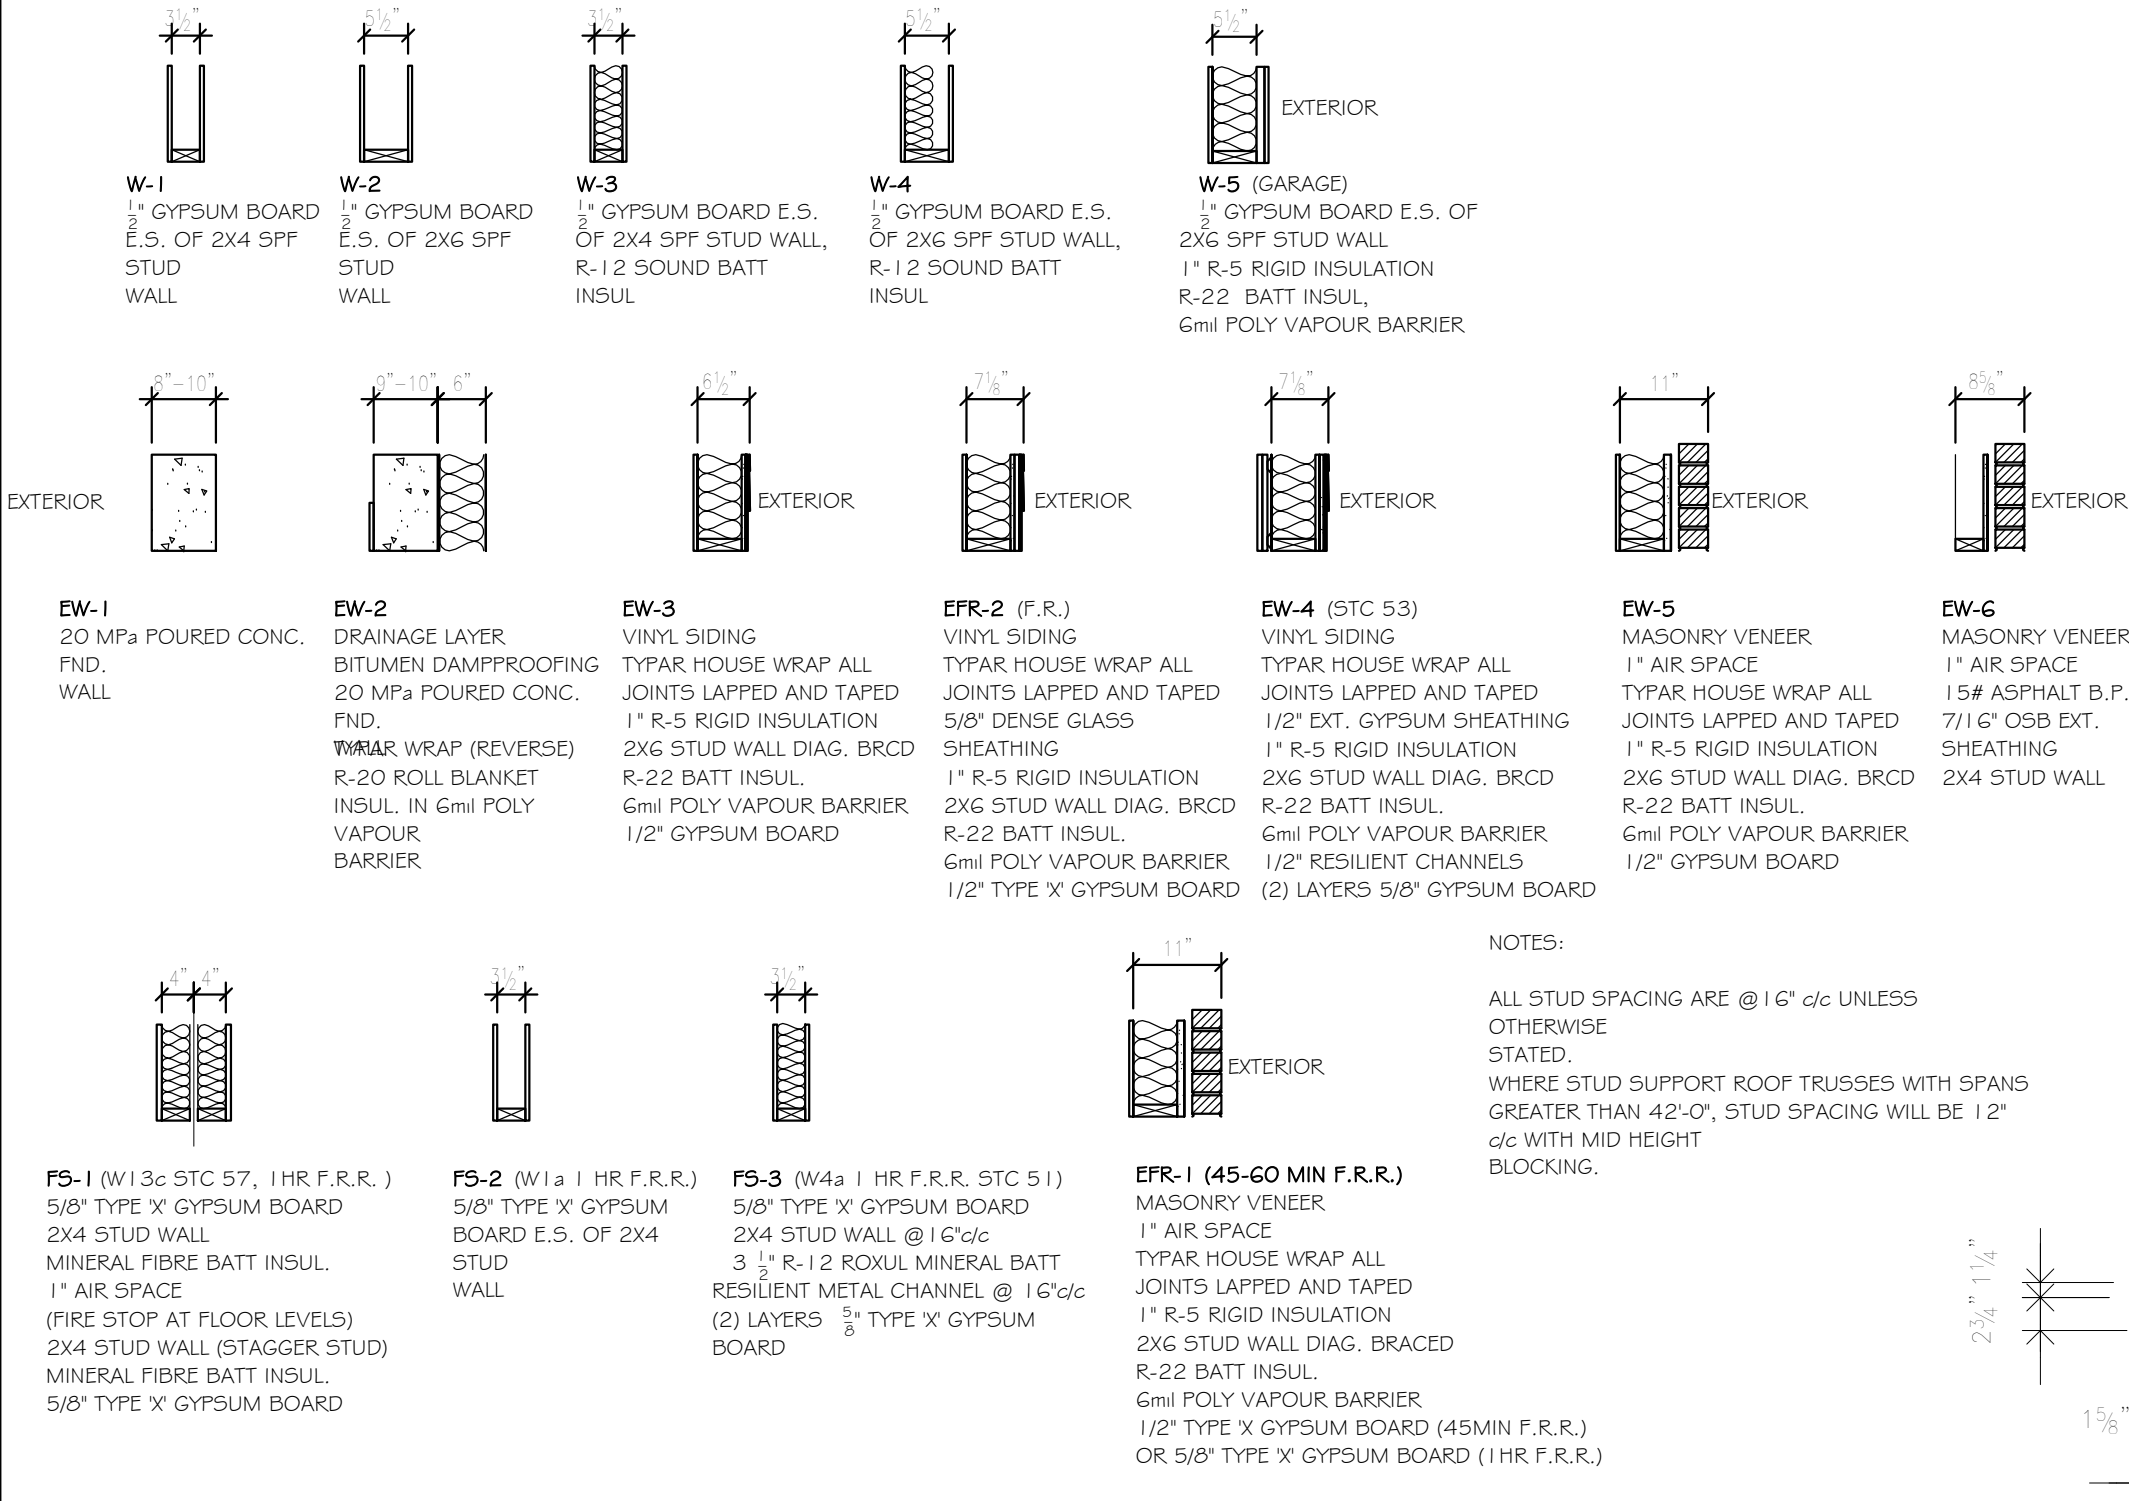 3½"
5½"
3½"
5½"
5½"
EXTERIOR
W-1
½" GYPSUM BOARD
E.S. OF 2X4 SPF
STUD
WALL
W-2
½" GYPSUM BOARD
E.S. OF 2X6 SPF
STUD
WALL
W-3
½" GYPSUM BOARD E.S.
OF 2X4 SPF STUD WALL,
R-12 SOUND BATT
INSUL
W-4
½" GYPSUM BOARD E.S.
OF 2X6 SPF STUD WALL,
R-12 SOUND BATT
INSUL
W-5 (GARAGE)
½" GYPSUM BOARD E.S. OF
2X6 SPF STUD WALL
1" R-5 RIGID INSULATION
R-22 BATT INSUL,
6mil POLY VAPOUR BARRIER
8"-10"
9"-10" 6"
6½"
7⅛"
7⅛"
11"
8⅝"
EXTERIOR
EXTERIOR
EXTERIOR
EXTERIOR
EXTERIOR
EXTERIOR
EW-1
20 MPa POURED CONC.
FND.
WALL
EW-2
DRAINAGE LAYER
BITUMEN DAMPPROOFING
20 MPa POURED CONC.
FND.
WALL
TYPAR WRAP (REVERSE)
R-20 ROLL BLANKET
INSUL. IN 6mil POLY
VAPOUR
BARRIER
EW-3
VINYL SIDING
TYPAR HOUSE WRAP ALL
JOINTS LAPPED AND TAPED
1" R-5 RIGID INSULATION
2X6 STUD WALL DIAG. BRCD
R-22 BATT INSUL.
6mil POLY VAPOUR BARRIER
1/2" GYPSUM BOARD
EFR-2 (F.R.)
VINYL SIDING
TYPAR HOUSE WRAP ALL
JOINTS LAPPED AND TAPED
5/8" DENSE GLASS
SHEATHING
1" R-5 RIGID INSULATION
2X6 STUD WALL DIAG. BRCD
R-22 BATT INSUL.
6mil POLY VAPOUR BARRIER
1/2" TYPE 'X' GYPSUM BOARD
EW-4 (STC 53)
VINYL SIDING
TYPAR HOUSE WRAP ALL
JOINTS LAPPED AND TAPED
1/2" EXT. GYPSUM SHEATHING
1" R-5 RIGID INSULATION
2X6 STUD WALL DIAG. BRCD
R-22 BATT INSUL.
6mil POLY VAPOUR BARRIER
1/2" RESILIENT CHANNELS
(2) LAYERS 5/8" GYPSUM BOARD
EW-5
MASONRY VENEER
1" AIR SPACE
TYPAR HOUSE WRAP ALL
JOINTS LAPPED AND TAPED
1" R-5 RIGID INSULATION
2X6 STUD WALL DIAG. BRCD
R-22 BATT INSUL.
6mil POLY VAPOUR BARRIER
1/2" GYPSUM BOARD
EW-6
MASONRY VENEER
1" AIR SPACE
15# ASPHALT B.P.
7/16" OSB EXT.
SHEATHING
2X4 STUD WALL
4" 4"
3½"
3½"
11"
EXTERIOR
FS-1 (W13c STC 57, 1HR F.R.R. )
5/8" TYPE 'X' GYPSUM BOARD
2X4 STUD WALL
MINERAL FIBRE BATT INSUL.
1" AIR SPACE
(FIRE STOP AT FLOOR LEVELS)
2X4 STUD WALL (STAGGER STUD)
MINERAL FIBRE BATT INSUL.
5/8" TYPE 'X' GYPSUM BOARD
FS-2 (W1a 1 HR F.R.R.)
5/8" TYPE 'X' GYPSUM
BOARD E.S. OF 2X4
STUD
WALL
FS-3 (W4a 1 HR F.R.R. STC 51)
5/8" TYPE 'X' GYPSUM BOARD
2X4 STUD WALL @16"c/c
3 ½" R-12 ROXUL MINERAL BATT
RESILIENT METAL CHANNEL @ 16"c/c
(2) LAYERS ⅝" TYPE 'X' GYPSUM
BOARD
EFR-1 (45-60 MIN F.R.R.)
MASONRY VENEER
1" AIR SPACE
TYPAR HOUSE WRAP ALL
JOINTS LAPPED AND TAPED
1" R-5 RIGID INSULATION
2X6 STUD WALL DIAG. BRACED
R-22 BATT INSUL.
6mil POLY VAPOUR BARRIER
1/2" TYPE 'X GYPSUM BOARD (45MIN F.R.R.)
OR 5/8" TYPE 'X' GYPSUM BOARD (1HR F.R.R.)
NOTES:
ALL STUD SPACING ARE @16" c/c UNLESS
OTHERWISE
STATED.
WHERE STUD SUPPORT ROOF TRUSSES WITH SPANS
GREATER THAN 42'-0", STUD SPACING WILL BE 12"
c/c WITH MID HEIGHT
BLOCKING.
2¾" 1¼"
1⅝"